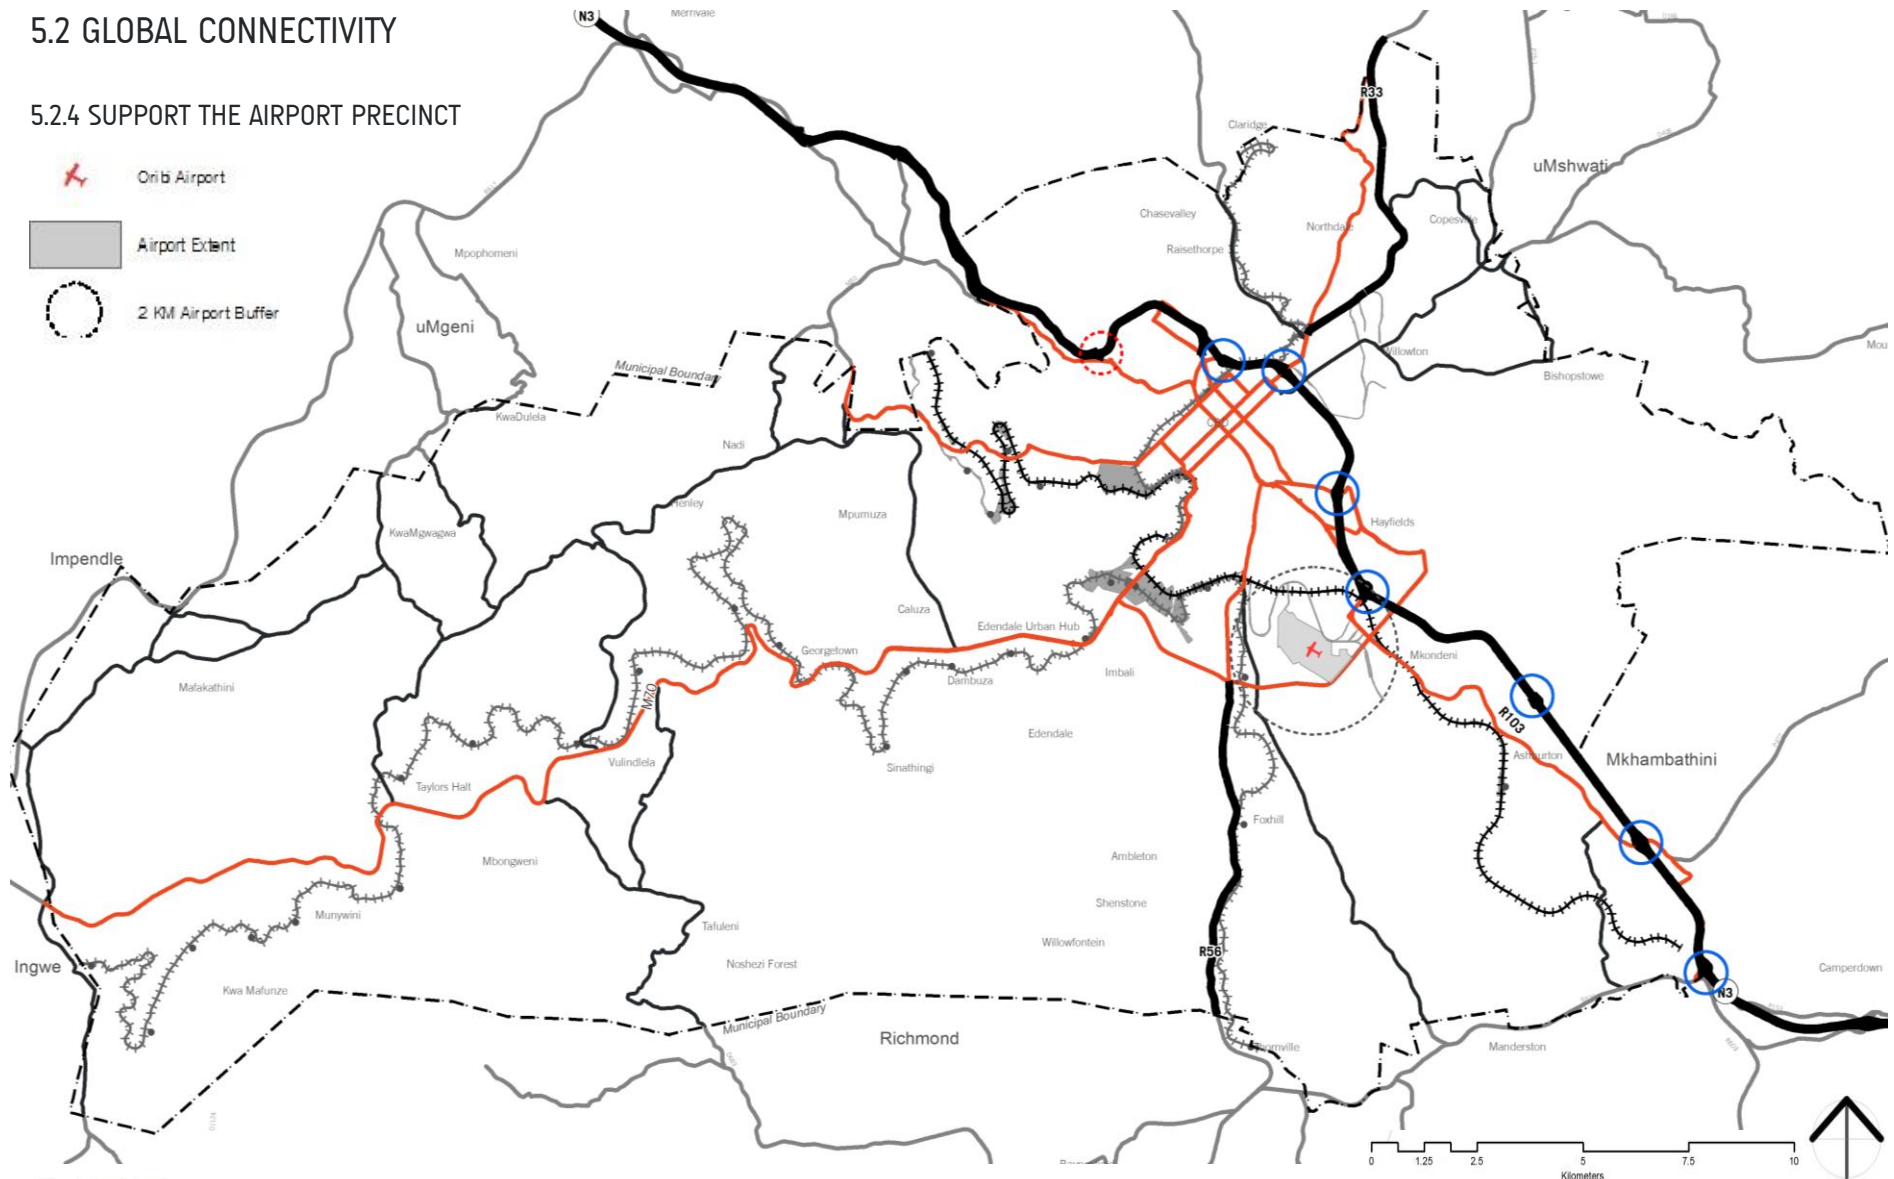 5.2 GLOBAL CONNECTIVITY
5.2.4 SUPPORT THE AIRPORT PRECINCT
Oribi Airport
Airport Extent
2 KM Airport Buffer
N3
Merrivale
R33
Claridge
uMshwati
Chasevalley
Northdale
Copesville
Raisethorpe
Mpophomeni
uMgeni
Willowton
Bishopstowe
Municipal Boundary
KwaDulela
Nadi
CBD
Henley
Mpumuza
Hayfields
KwaMgwagwa
Impendle
Caluza
Edendale Urban Hub
Georgetown
Mkondeni
Imbali
Dambuza
Mafakathini
M70
R103
Edendale
Ashburton
Mkhambathini
Vulindlela
Sinathingi
Taylors Halt
Foxhill
Mbongweni
Ambleton
Shenstone
Munywini
Tafuleni
Willowfontein
R56
Noshezi Forest
Ingwe
Camperdown
Kwa Mafunze
N3
Municipal Boundary
Richmond
Thornville
Manderston
0 1.25 2.5 5 7.5 10
Kilometers